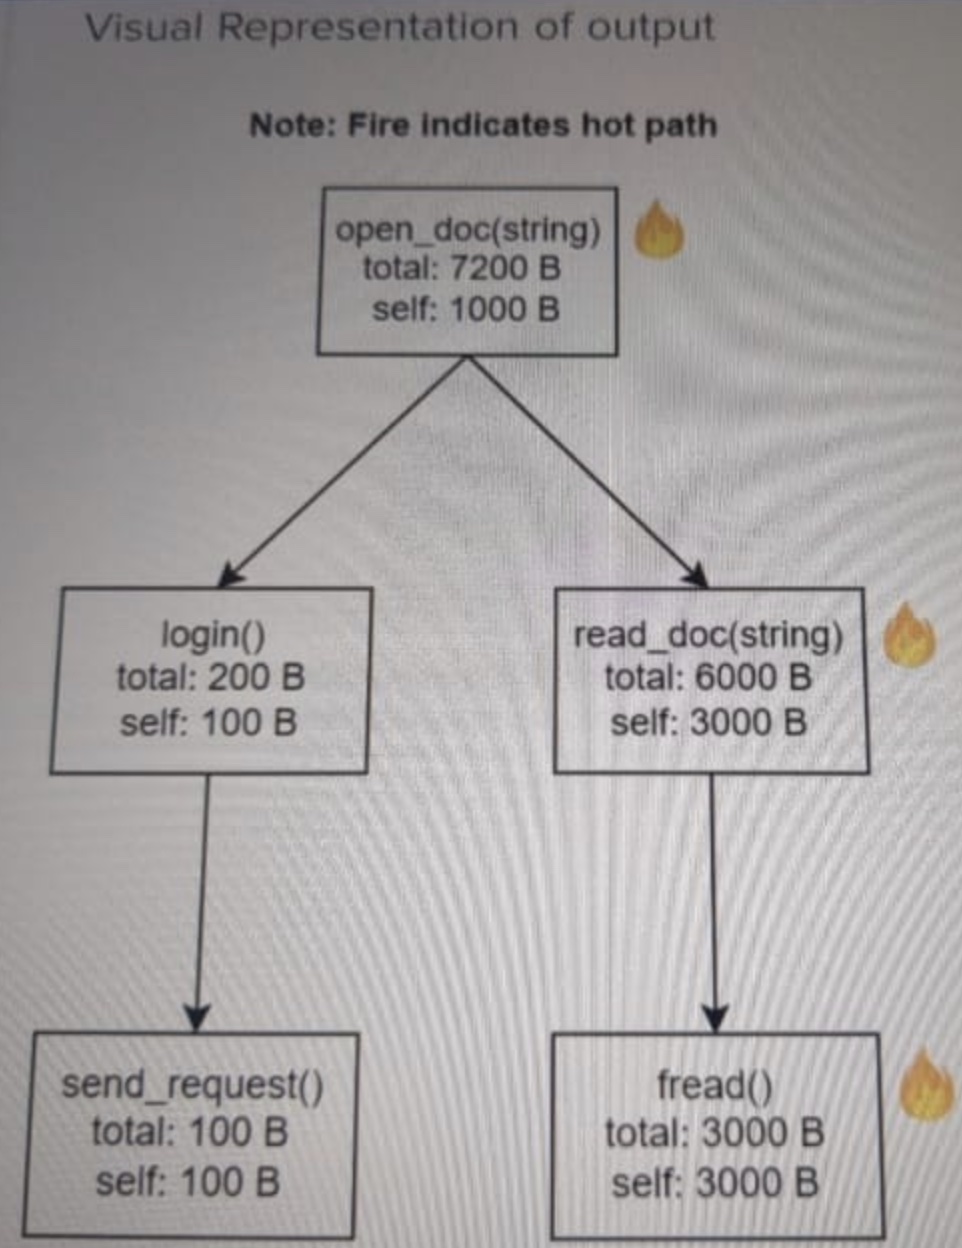 Visual Representation of output
Note: Fire indicates hot path
open_doc(string)
total: 7200 B
self: 1000 B
login()
total: 200 B
self: 100 B
read_doc(string)
total: 6000 B
self: 3000 B
send_request()
total: 100 B
self: 100 B
fread()
total: 3000 B
self: 3000 B